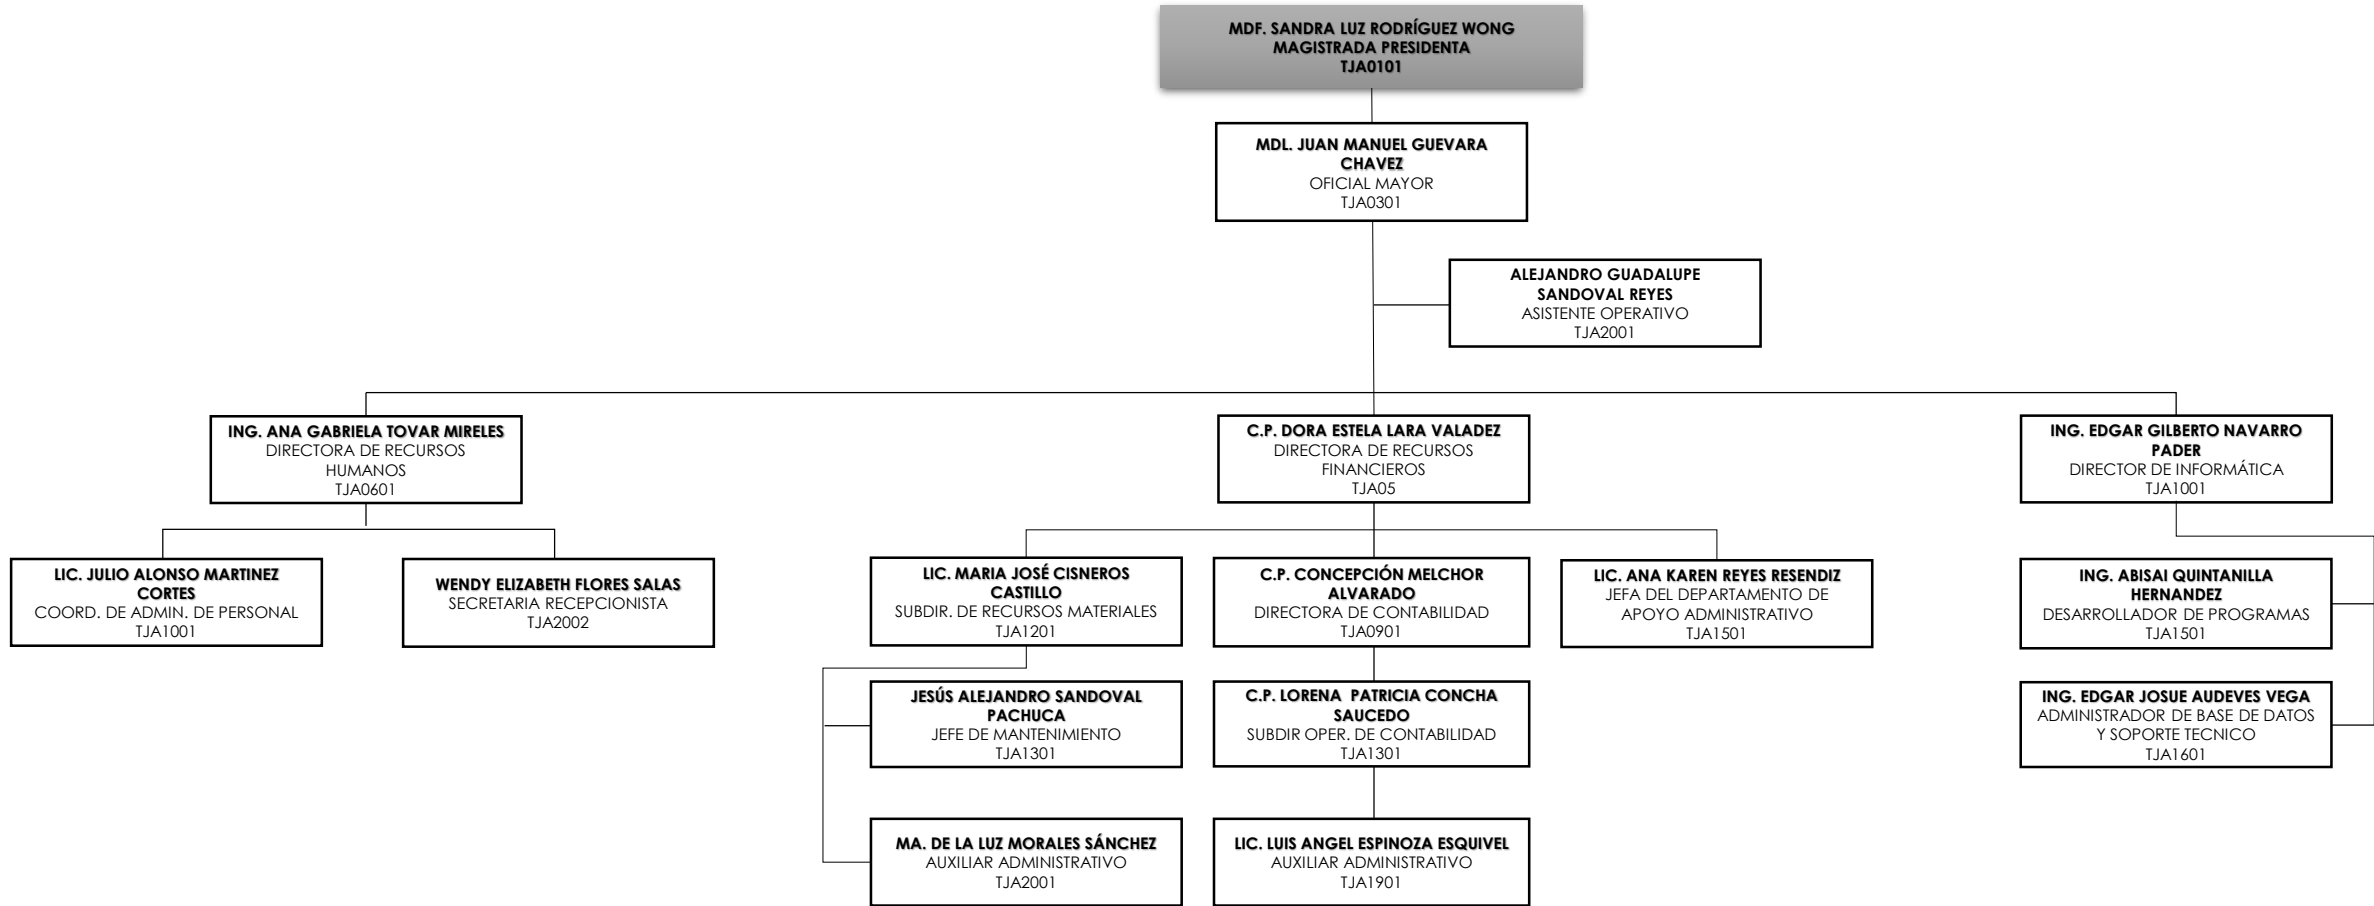 MDF. SANDRA LUZ RODRÍGUEZ WONG
MAGISTRADA PRESIDENTA
TJA0101
MDL. JUAN MANUEL GUEVARA
CHAVEZ
OFICIAL MAYOR
TJA0301
ALEJANDRO GUADALUPE
SANDOVAL REYES
ASISTENTE OPERATIVO
TJA2001
ING. ANA GABRIELA TOVAR MIRELES
DIRECTORA DE RECURSOS
HUMANOS
TJA0601
C.P. DORA ESTELA LARA VALADEZ
DIRECTORA DE RECURSOS
FINANCIEROS
TJA05
ING. EDGAR GILBERTO NAVARRO
PADER
DIRECTOR DE INFORMÁTICA
TJA1001
LIC. JULIO ALONSO MARTINEZ
CORTES
COORD. DE ADMIN. DE PERSONAL
TJA1001
WENDY ELIZABETH FLORES SALAS
SECRETARIA RECEPCIONISTA
TJA2002
LIC. MARIA JOSÉ CISNEROS
CASTILLO
SUBDIR. DE RECURSOS MATERIALES
TJA1201
C.P. CONCEPCIÓN MELCHOR
ALVARADO
DIRECTORA DE CONTABILIDAD
TJA0901
LIC. ANA KAREN REYES RESENDIZ
JEFA DEL DEPARTAMENTO DE
APOYO ADMINISTRATIVO
TJA1501
ING. ABISAI QUINTANILLA
HERNANDEZ
DESARROLLADOR DE PROGRAMAS
TJA1501
JESÚS ALEJANDRO SANDOVAL
PACHUCA
JEFE DE MANTENIMIENTO
TJA1301
C.P. LORENA  PATRICIA CONCHA
SAUCEDO
SUBDIR OPER. DE CONTABILIDAD
TJA1301
ING. EDGAR JOSUE AUDEVES VEGA
ADMINISTRADOR DE BASE DE DATOS
Y SOPORTE TECNICO
TJA1601
MA. DE LA LUZ MORALES SÁNCHEZ
AUXILIAR ADMINISTRATIVO
TJA2001
LIC. LUIS ANGEL ESPINOZA ESQUIVEL
AUXILIAR ADMINISTRATIVO
TJA1901